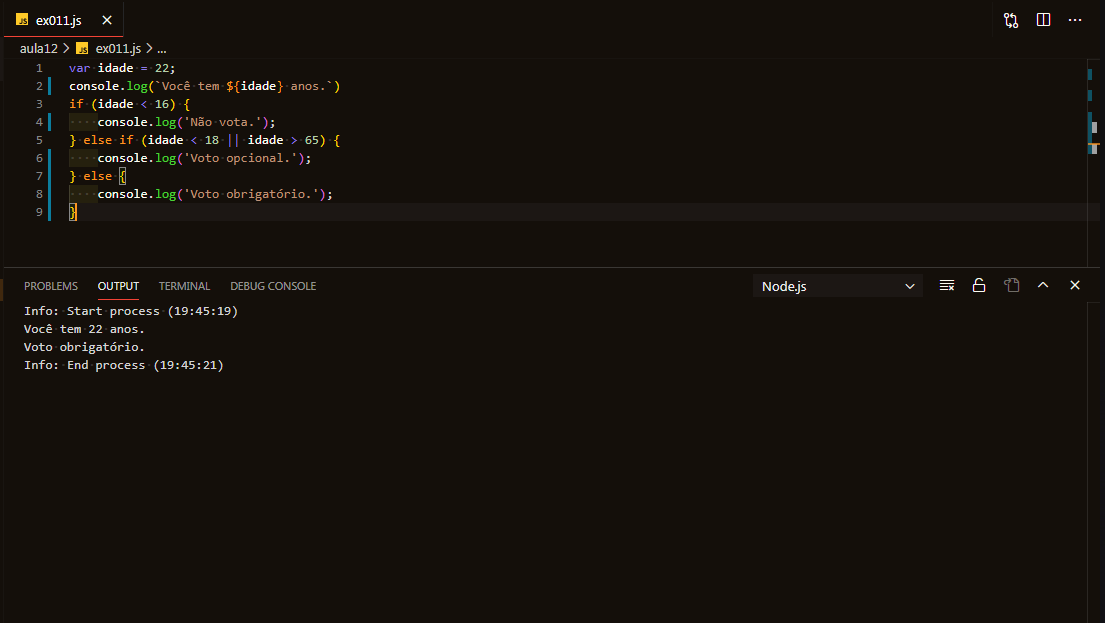 JS ex011.js
aula12 > JS ex011.js > ...
1 var idade = 22;
2 console.log(`Você tem ${idade} anos.`)
3 if (idade < 16) {
4 console.log('Não vota.');
5 } else if (idade < 18 || idade > 65) {
6 console.log('Voto opcional.');
7 } else {
8 console.log('Voto obrigatório.');
9 }
PROBLEMS OUTPUT TERMINAL DEBUG CONSOLE Node.js
Info: Start process (19:45:19)
Você tem 22 anos.
Voto obrigatório.
Info: End process (19:45:21)